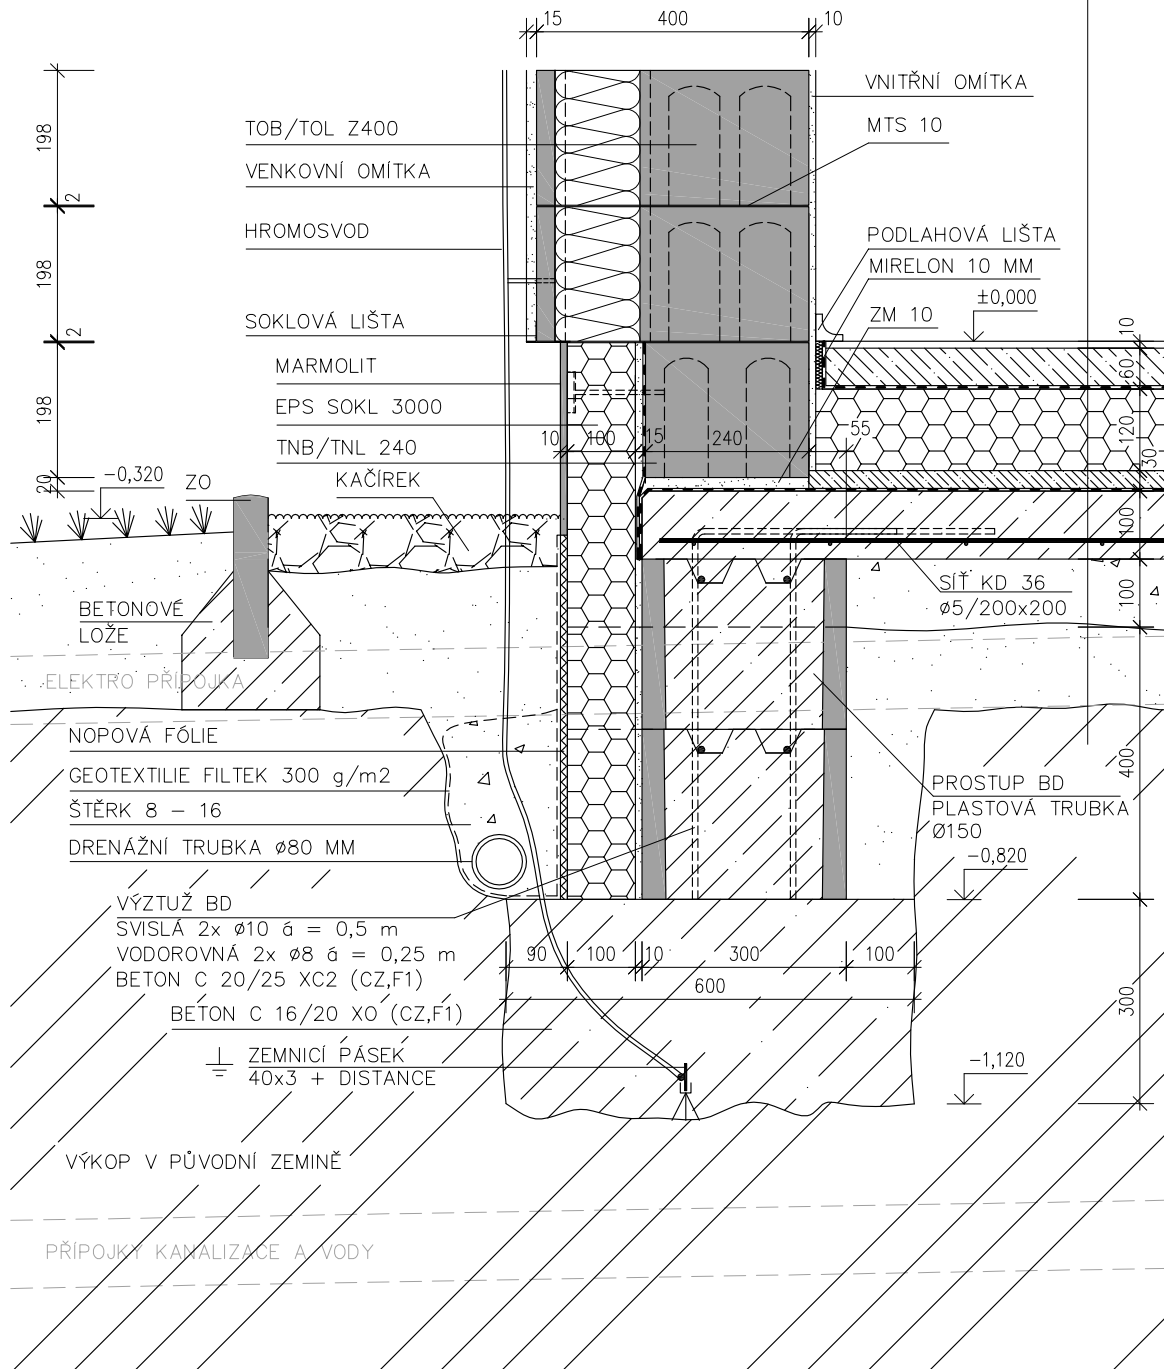 15
400
10
VNITŘNÍ OMÍTKA
TOB/TOL Z400
MTS 10
198
VENKOVNÍ OMÍTKA
2
HROMOSVOD
PODLAHOVÁ LIŠTA
MIRELON 10 MM
198
±0,000
SOKLOVÁ LIŠTA
ZM 10
2
10
MARMOLIT
60
EPS SOKL 3000
198
TNB/TNL 240
10
100
15
240
55
120
30
KAČÍREK
-0,320
ZO
20
100
SÍŤ KD 36
ø5/200x200
100
BETONOVÉ
LOŽE
ELEKTRO PŘÍPOJKA
NOPOVÁ FÓLIE
GEOTEXTILIE FILTEK 300 g/m2
400
ŠTĚRK 8 – 16
PROSTUP BD
PLASTOVÁ TRUBKA
Ø150
DRENÁŽNÍ TRUBKA ø80 MM
-0,820
VÝZTUŽ BD
SVISLÁ 2x ø10 á = 0,5 m
VODOROVNÁ 2x ø8 á = 0,25 m
BETON C 20/25 XC2 (CZ,F1)
90
100
10
300
100
600
BETON C 16/20 XO (CZ,F1)
300
ZEMNICÍ PÁSEK
40x3 + DISTANCE
-1,120
VÝKOP V PŮVODNÍ ZEMINĚ
PŘÍPOJKY KANALIZACE A VODY